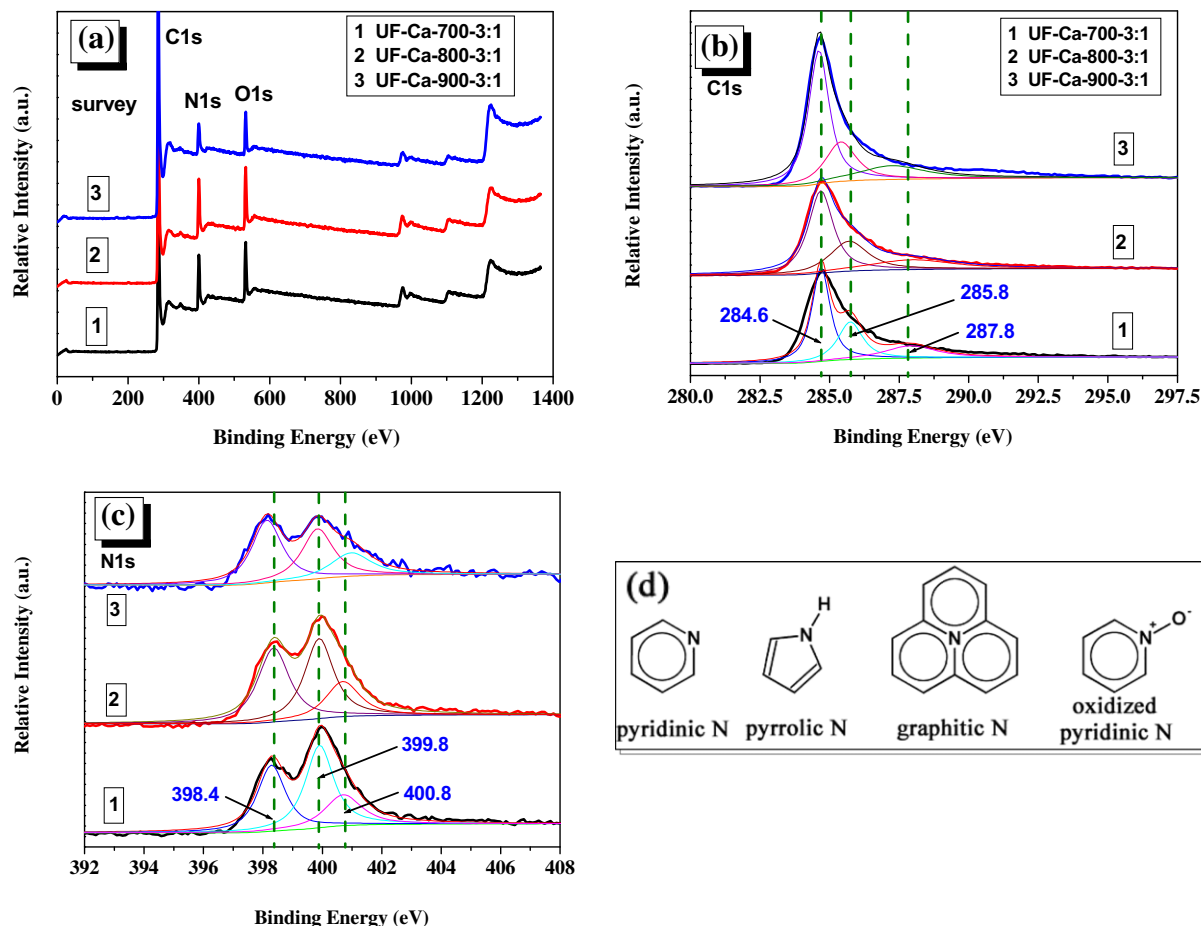 (a)
C1s
1 UF-Ca-700-3:1
2 UF-Ca-800-3:1
3 UF-Ca-900-3:1
survey
N1s
O1s
3
2
1
Relative Intensity (a.u.)
0 200 400 600 800 1000 1200 1400
Binding Energy (eV)
(b)
C1s
1 UF-Ca-700-3:1
2 UF-Ca-800-3:1
3 UF-Ca-900-3:1
3
2
1
284.6
285.8
287.8
Relative Intensity (a.u.)
280.0 282.5 285.0 287.5 290.0 292.5 295.0 297.5
Binding Energy (eV)
(c)
N1s
3
2
1
398.4
399.8
400.8
Relative Intensity (a.u.)
392 394 396 398 400 402 404 406 408
Binding Energy (eV)
(d)
N
pyridinic N
H
N
pyrrolic N
N
graphitic N
N+ O-
oxidized
pyridinic N